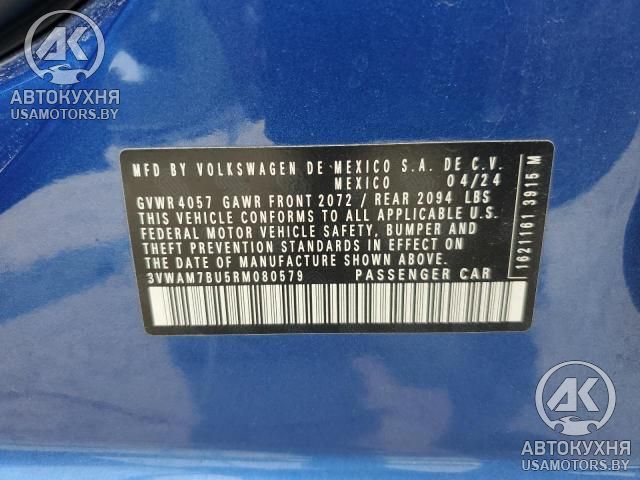 АК
АВТОКУХНЯ
USAMOTORS.BY
MFD BY VOLKSWAGEN DE MEXICO S.A. DE C.V.
MEXICO 04/24
GVWR 4057 GAWR FRONT 2072 / REAR 2094 LBS
THIS VEHICLE CONFORMS TO ALL APPLICABLE U.S.
FEDERAL MOTOR VEHICLE SAFETY, BUMPER AND
THEFT PREVENTION STANDARDS IN EFFECT ON
THE DATE OF MANUFACTURE SHOWN ABOVE.
3VWAM7BU5RM080579 PASSENGER CAR
1621161 3915 M
АК
АВТОКУХНЯ
USAMOTORS.BY